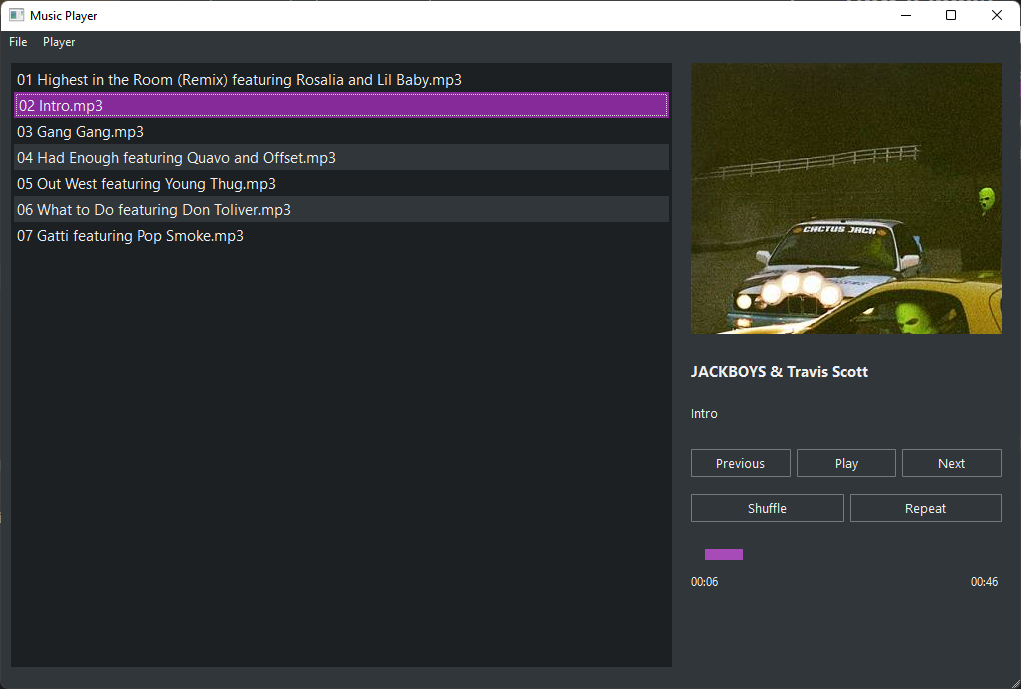 Music Player
File Player
01 Highest in the Room (Remix) featuring Rosalia and Lil Baby.mp3
02 Intro.mp3
03 Gang Gang.mp3
04 Had Enough featuring Quavo and Offset.mp3
05 Out West featuring Young Thug.mp3
06 What to Do featuring Don Toliver.mp3
07 Gatti featuring Pop Smoke.mp3
CACTUS JACK
JACKBOYS & Travis Scott
Intro
Previous Play Next
Shuffle Repeat
00:06 00:46